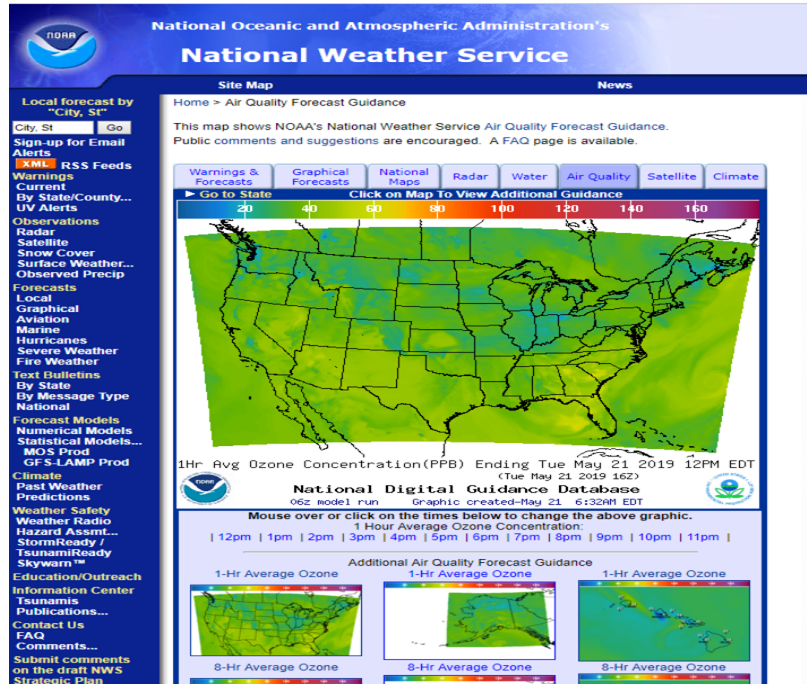 NOAA
National Oceanic and Atmospheric Administration's
National Weather Service
Site Map
News
Local forecast by
"City, St"
City, St
Go
Sign-up for Email
Alerts
XML RSS Feeds
Warnings
Current
By State/County...
UV Alerts
Observations
Radar
Satellite
Snow Cover
Surface Weather...
Observed Precip
Forecasts
Local
Graphical
Aviation
Marine
Hurricanes
Severe Weather
Fire Weather
Text Bulletins
By State
By Message Type
National
Forecast Models
Numerical Models
Statistical Models...
MOS Prod
GFS-LAMP Prod
Climate
Past Weather
Predictions
Weather Safety
Weather Radio
Hazard Assmt...
StormReady /
TsunamiReady
Skywarn™
Education/Outreach
Information Center
Tsunamis
Publications...
Contact Us
FAQ
Comments...
Submit comments
on the draft NWS
Strategic Plan
Home > Air Quality Forecast Guidance
This map shows NOAA's National Weather Service Air Quality Forecast Guidance.
Public comments and suggestions are encouraged. A FAQ page is available.
Warnings & Forecasts
Graphical Forecasts
National Maps
Radar
Water
Air Quality
Satellite
Climate
► Go to State
Click on Map To View Additional Guidance
20 40 60 80 100 120 140 160
1Hr Avg Ozone Concentration(PPB) Ending Tue May 21 2019 12PM EDT
(Tue May 21 2019 16Z)
National Digital Guidance Database
06z model run Graphic created-May 21 6:32AM EDT
NOAA
Mouse over or click on the times below to change the above graphic.
1 Hour Average Ozone Concentration:
| 12pm | 1pm | 2pm | 3pm | 4pm | 5pm | 6pm | 7pm | 8pm | 9pm | 10pm | 11pm |
Additional Air Quality Forecast Guidance
1-Hr Average Ozone
1-Hr Average Ozone
1-Hr Average Ozone
8-Hr Average Ozone
8-Hr Average Ozone
8-Hr Average Ozone